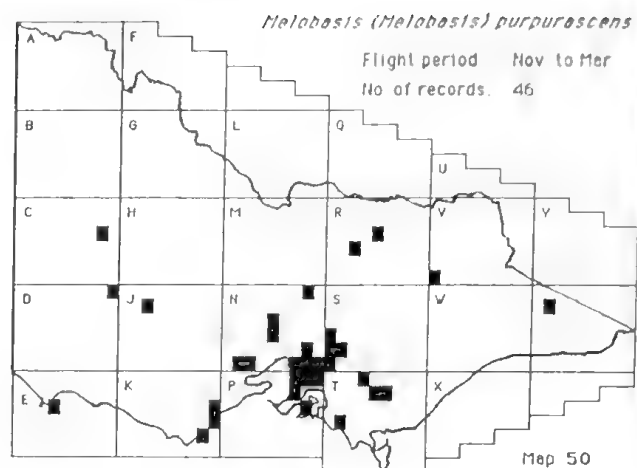 Melobasis (Melobasis) purpurascens
Flight period Nov to Mar
No of records. 46
A F
B G L Q
U
C H M R V Y
D J N S W
E K P T X
Map 50